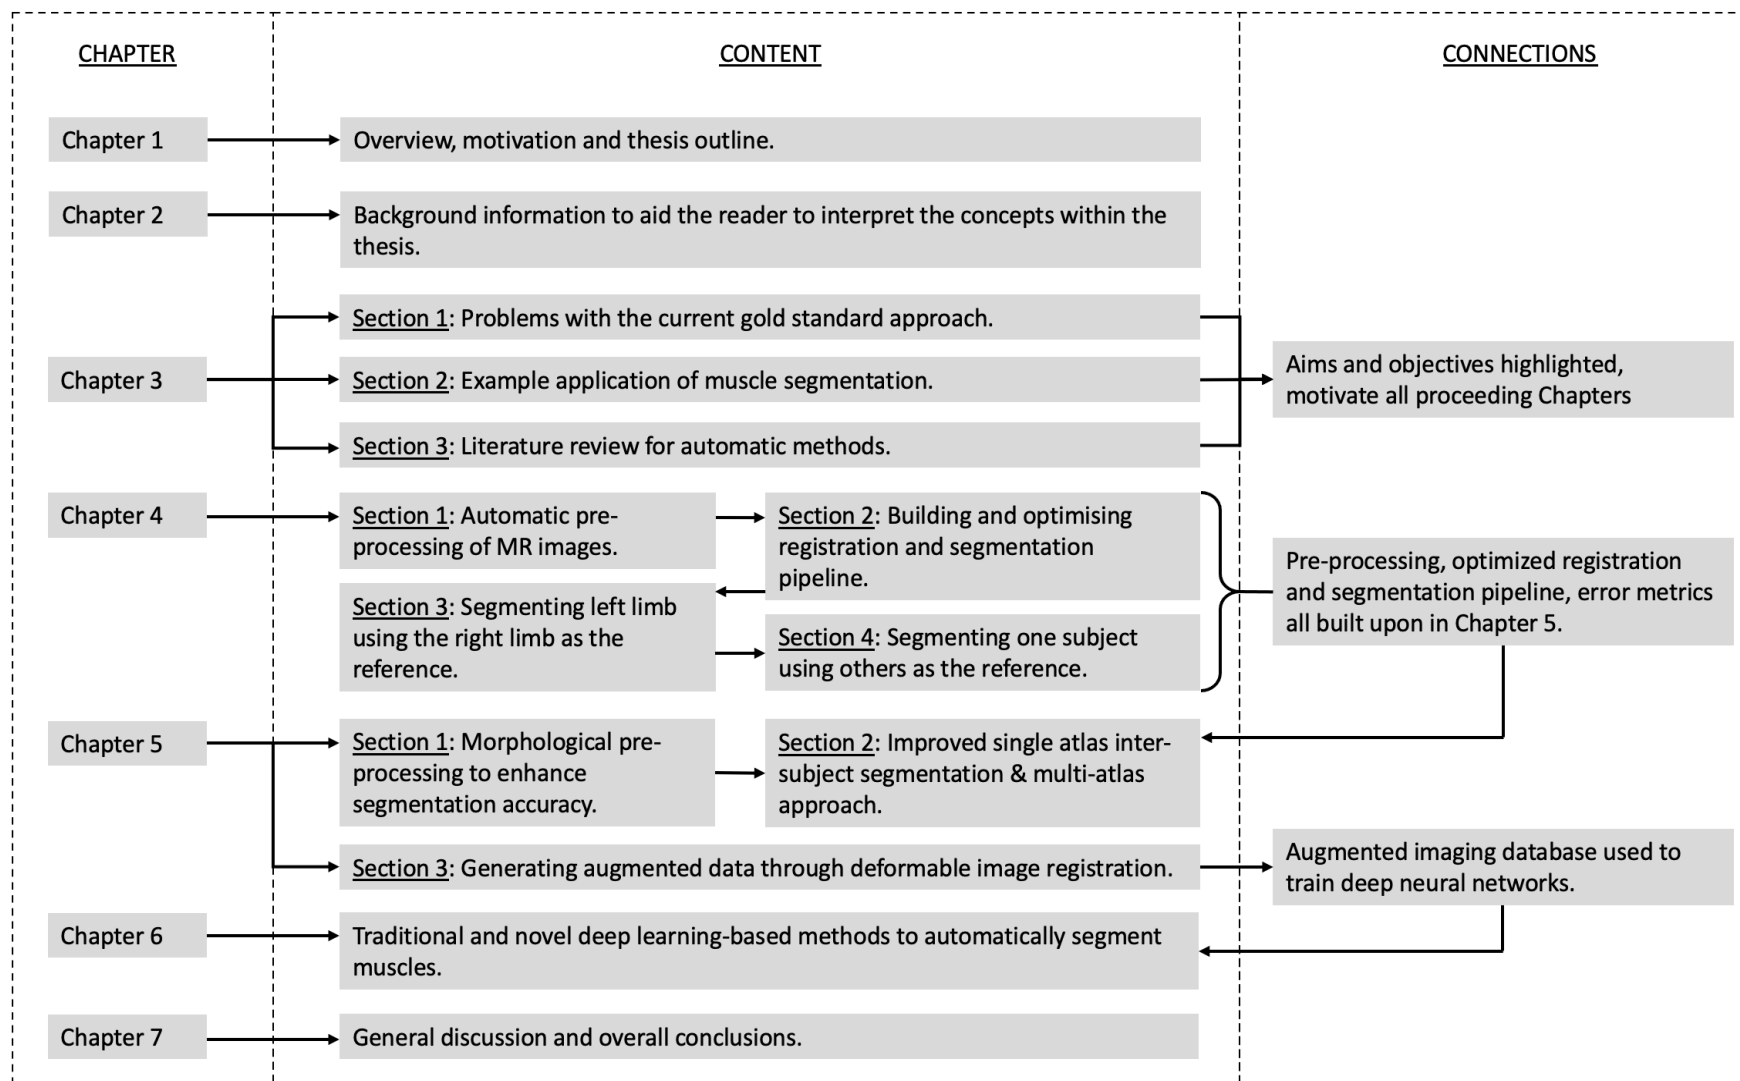 CHAPTER
CONTENT
CONNECTIONS
Chapter 1
Overview, motivation and thesis outline.
Chapter 2
Background information to aid the reader to interpret the concepts within the
thesis.
Chapter 3
Section 1: Problems with the current gold standard approach.
Section 2: Example application of muscle segmentation.
Section 3: Literature review for automatic methods.
Aims and objectives highlighted,
motivate all proceeding Chapters
Chapter 4
Section 1: Automatic pre-
processing of MR images.
Section 2: Building and optimising
registration and segmentation
pipeline.
Section 3: Segmenting left limb
using the right limb as the
reference.
Section 4: Segmenting one subject
using others as the reference.
Pre-processing, optimized registration
and segmentation pipeline, error metrics
all built upon in Chapter 5.
Chapter 5
Section 1: Morphological pre-
processing to enhance
segmentation accuracy.
Section 2: Improved single atlas inter-
subject segmentation & multi-atlas
approach.
Section 3: Generating augmented data through deformable image registration.
Augmented imaging database used to
train deep neural networks.
Chapter 6
Traditional and novel deep learning-based methods to automatically segment
muscles.
Chapter 7
General discussion and overall conclusions.